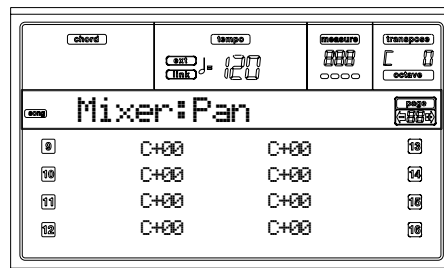 chord tempo measure transpose
ext ♩= 120 888 C 0
link octave
song Mixer:Pan page
88
9 C+00 C+00 13
10 C+00 C+00 14
11 C+00 C+00 15
12 C+00 C+00 16